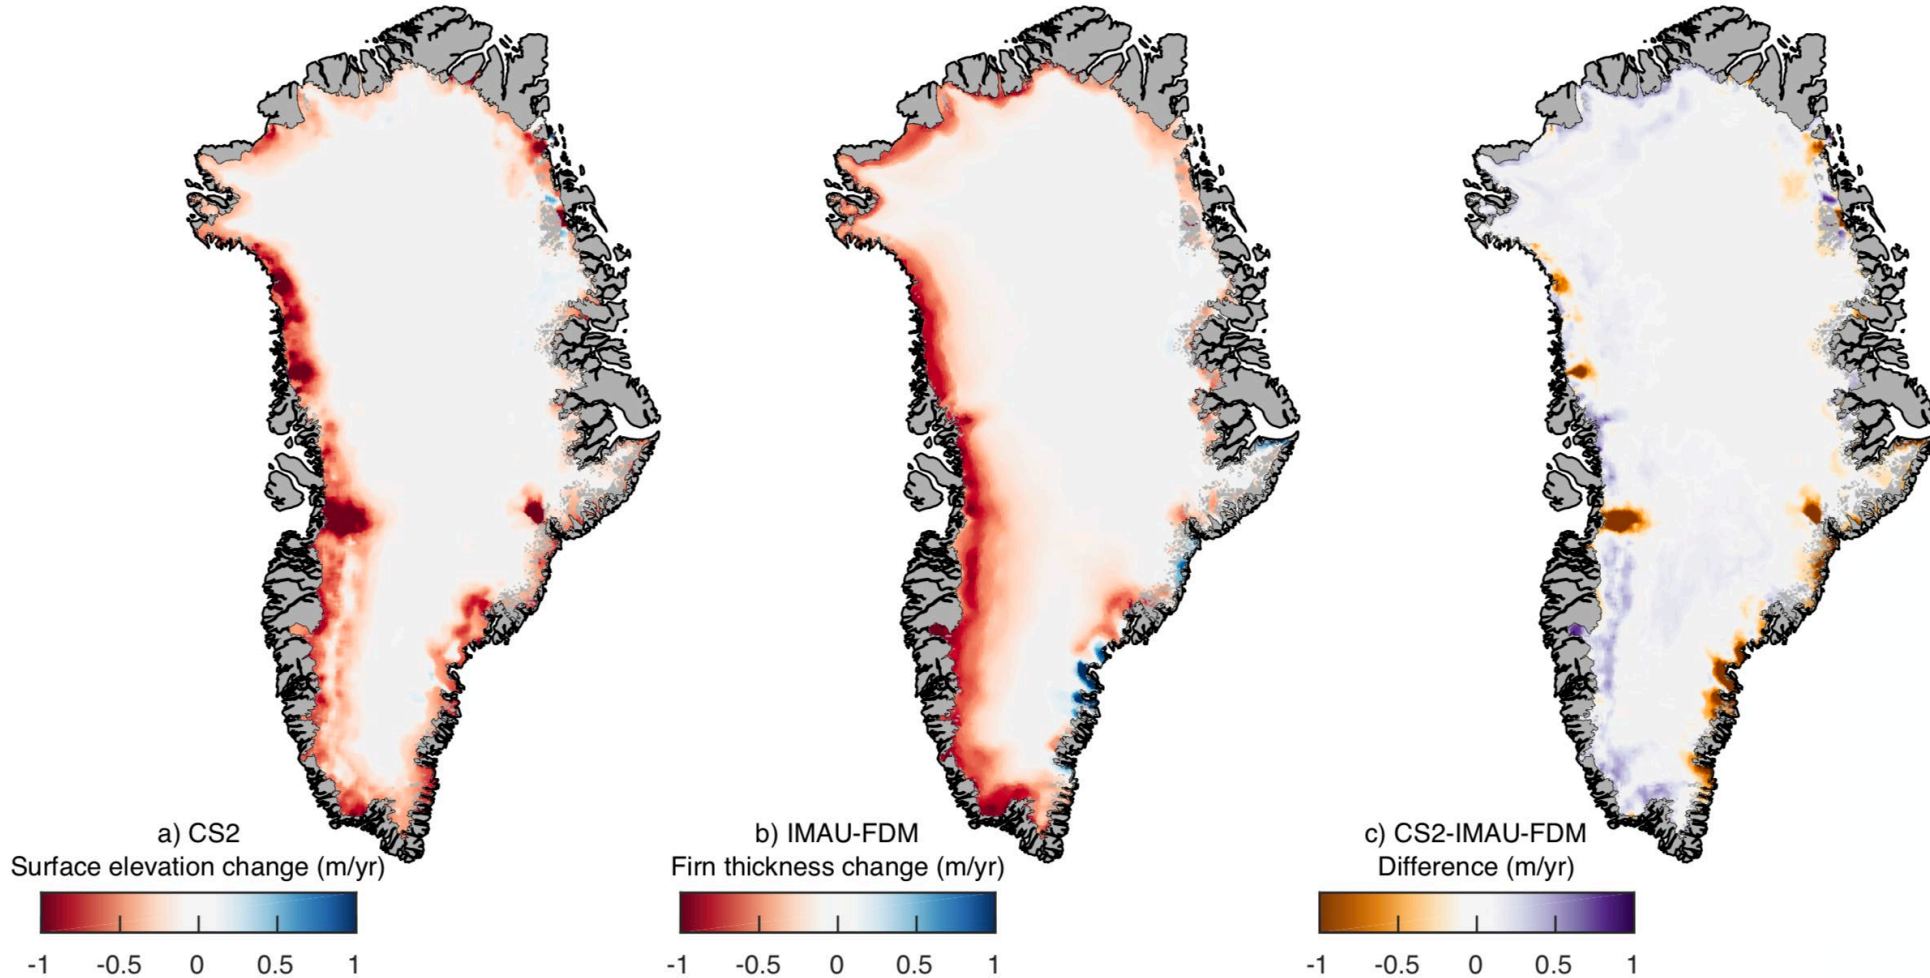 a) CS2
Surface elevation change (m/yr)
-1 -0.5 0 0.5 1
b) IMAU-FDM
Firn thickness change (m/yr)
-1 -0.5 0 0.5 1
c) CS2-IMAU-FDM
Difference (m/yr)
-1 -0.5 0 0.5 1